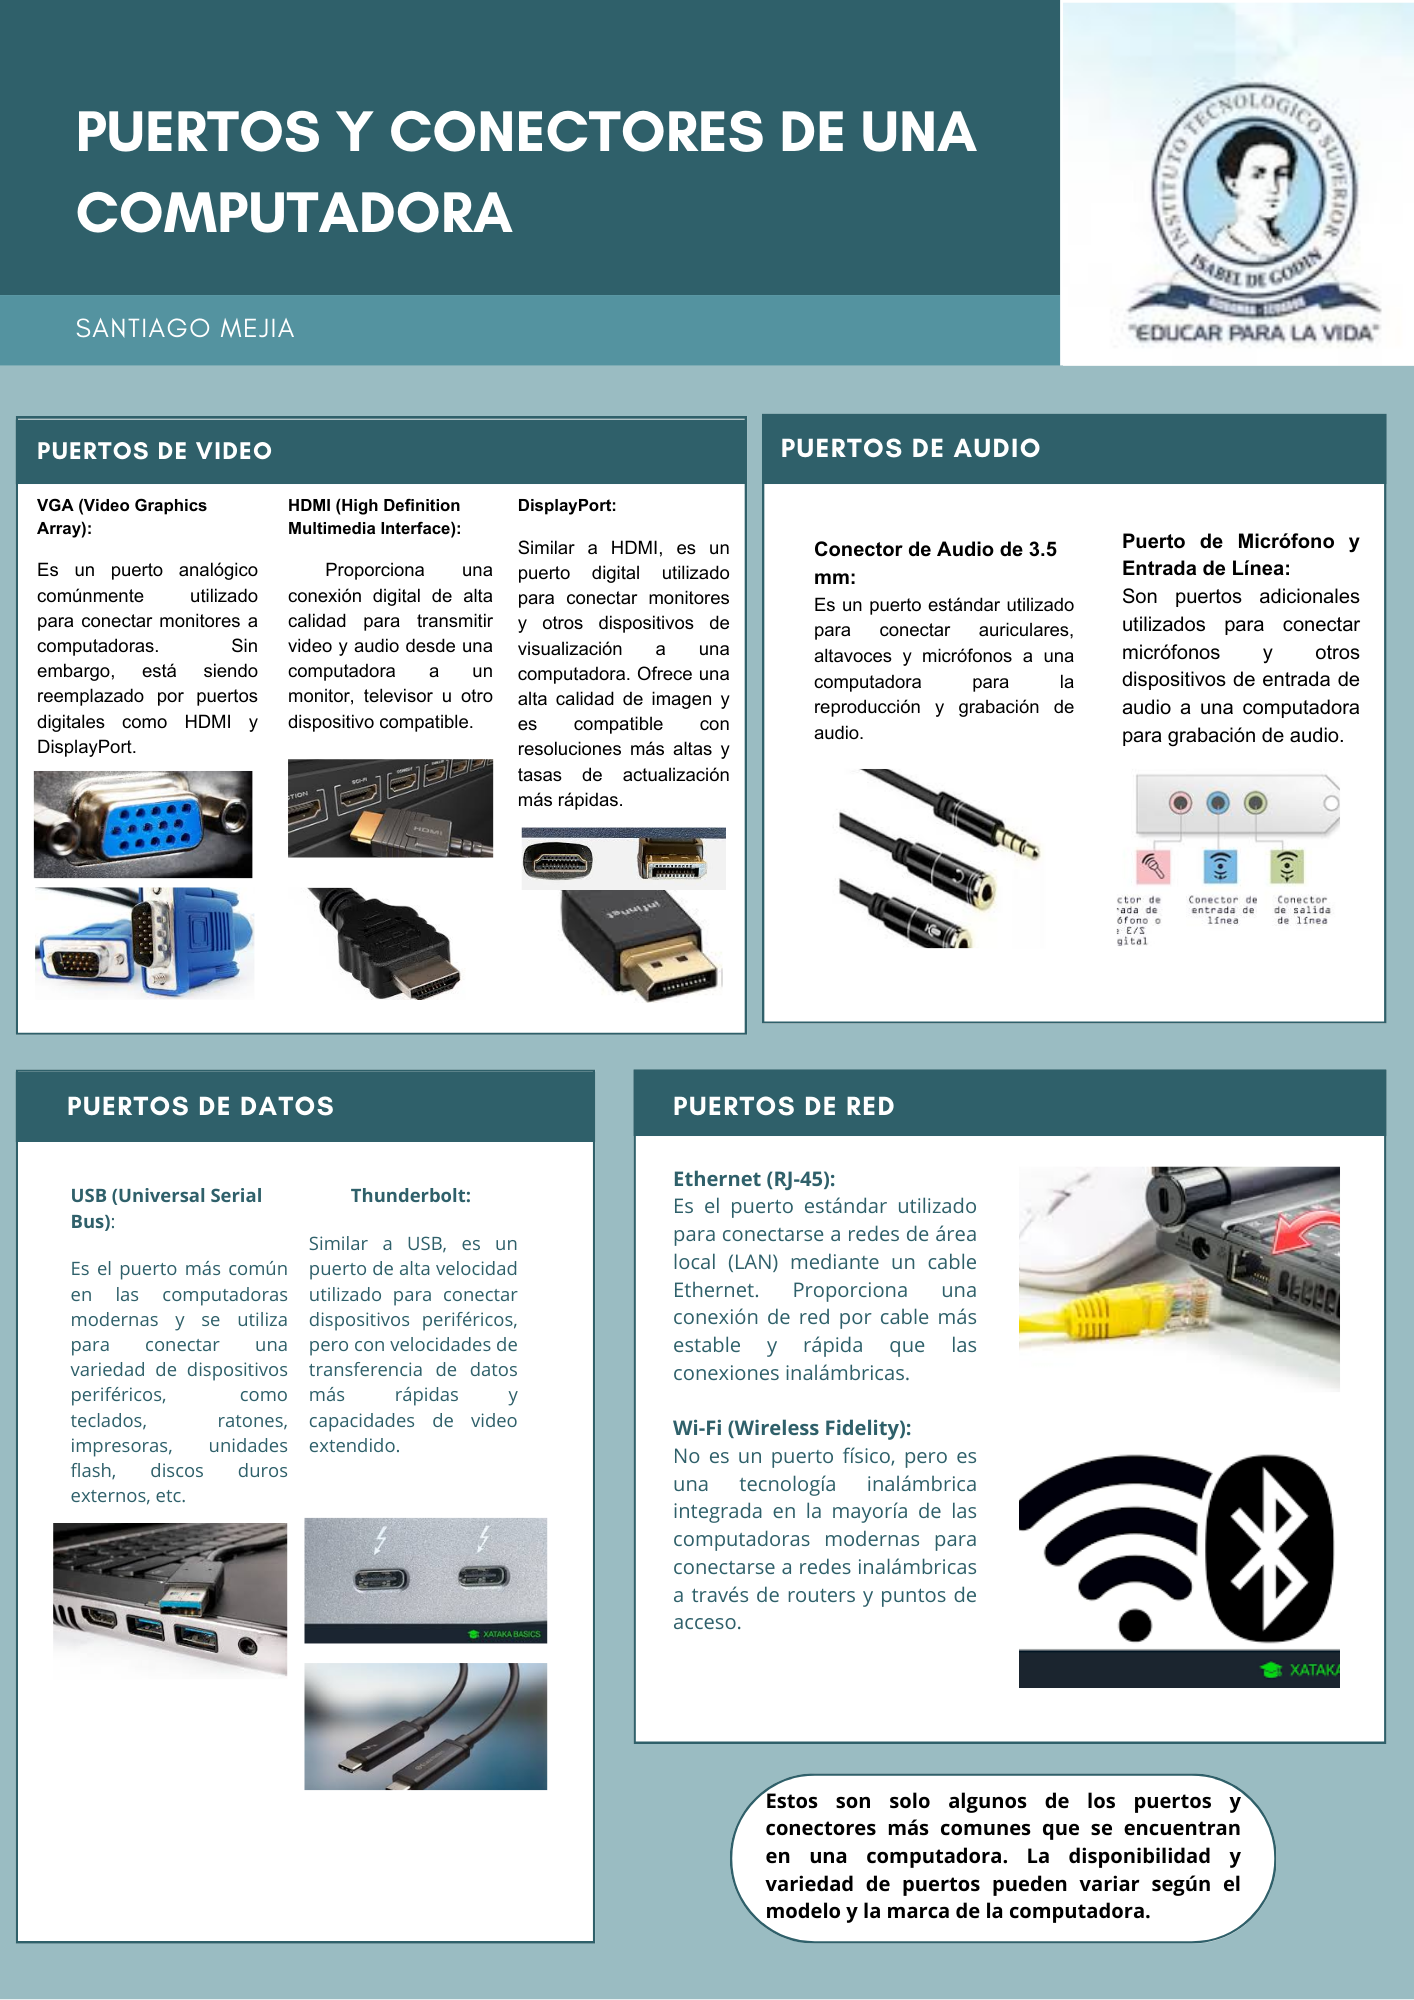 PUERTOS Y CONECTORES DE UNA
COMPUTADORA
SANTIAGO MEJIA
INSTITUTO TECNOLOGICO SUPERIOR
ISABEL DE GODIN
"EDUCAR PARA LA VIDA"
PUERTOS DE VIDEO
VGA (Video Graphics
Array):
Es un puerto analógico
comúnmente utilizado
para conectar monitores a
computadoras. Sin
embargo, está siendo
reemplazado por puertos
digitales como HDMI y
DisplayPort.
HDMI (High Definition
Multimedia Interface):
Proporciona una
conexión digital de alta
calidad para transmitir
video y audio desde una
computadora a un
monitor, televisor u otro
dispositivo compatible.
HDMI
DisplayPort:
Similar a HDMI, es un
puerto digital utilizado
para conectar monitores
y otros dispositivos de
visualización a una
computadora. Ofrece una
alta calidad de imagen y
es compatible con
resoluciones más altas y
tasas de actualización
más rápidas.
infinnet
PUERTOS DE AUDIO
Conector de Audio de 3.5
mm:
Es un puerto estándar utilizado
para conectar auriculares,
altavoces y micrófonos a una
computadora para la
reproducción y grabación de
audio.
Puerto de Micrófono y
Entrada de Línea:
Son puertos adicionales
utilizados para conectar
micrófonos y otros
dispositivos de entrada de
audio a una computadora
para grabación de audio.
ctor de
ada de
ófono o
E/S
gital
Conector de
entrada de
línea
Conector
de salida
de línea
PUERTOS DE DATOS
USB (Universal Serial
Bus):
Es el puerto más común
en las computadoras
modernas y se utiliza
para conectar una
variedad de dispositivos
periféricos, como
teclados, ratones,
impresoras, unidades
flash, discos duros
externos, etc.
Thunderbolt:
Similar a USB, es un
puerto de alta velocidad
utilizado para conectar
dispositivos periféricos,
pero con velocidades de
transferencia de datos
más rápidas y
capacidades de video
extendido.
XATAKA BASICS
PUERTOS DE RED
Ethernet (RJ-45):
Es el puerto estándar utilizado
para conectarse a redes de área
local (LAN) mediante un cable
Ethernet. Proporciona una
conexión de red por cable más
estable y rápida que las
conexiones inalámbricas.
Wi-Fi (Wireless Fidelity):
No es un puerto físico, pero es
una tecnología inalámbrica
integrada en la mayoría de las
computadoras modernas para
conectarse a redes inalámbricas
a través de routers y puntos de
acceso.
XATAKA
Estos son solo algunos de los puertos y
conectores más comunes que se encuentran
en una computadora. La disponibilidad y
variedad de puertos pueden variar según el
modelo y la marca de la computadora.